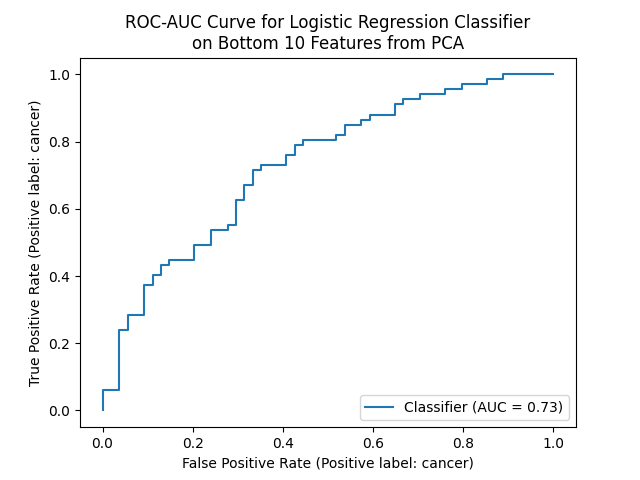 ROC-AUC Curve for Logistic Regression Classifier
on Bottom 10 Features from PCA
True Positive Rate (Positive label: cancer)
1.0
0.8
0.6
0.4
0.2
0.0
Classifier (AUC = 0.73)
0.0 0.2 0.4 0.6 0.8 1.0
False Positive Rate (Positive label: cancer)